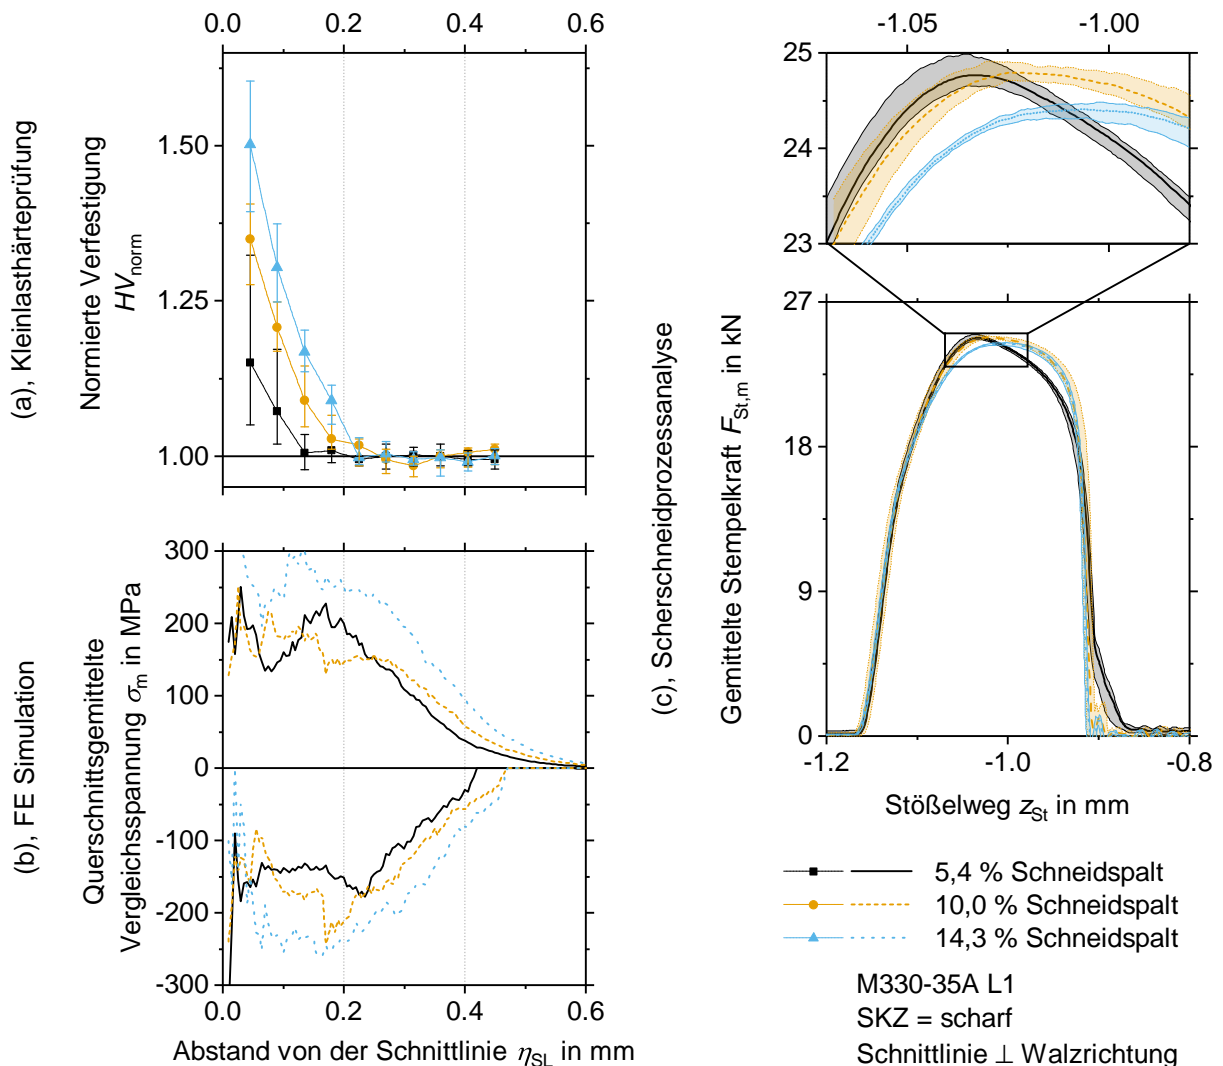 0.0 0.2 0.4 0.6
1.50
1.25
1.00
(a), Kleinlasthärteprüfung
Normierte Verfestigung
HVnorm
300
200
100
0
-100
-200
-300
0.0 0.2 0.4 0.6
(b), FE Simulation
Querschnittsgemittelte
Vergleichsspannung σm in MPa
Abstand von der Schnittlinie ηSL in mm
-1.05 -1.00
25
24
23
27
18
9
0
-1.2 -1.0 -0.8
(c), Scherschneidprozessanalyse
Gemittelte Stempelkraft FSt,m in kN
Stößelweg zSt in mm
5,4 % Schneidspalt
10,0 % Schneidspalt
14,3 % Schneidspalt
M330-35A L1
SKZ = scharf
Schnittlinie ⊥ Walzrichtung